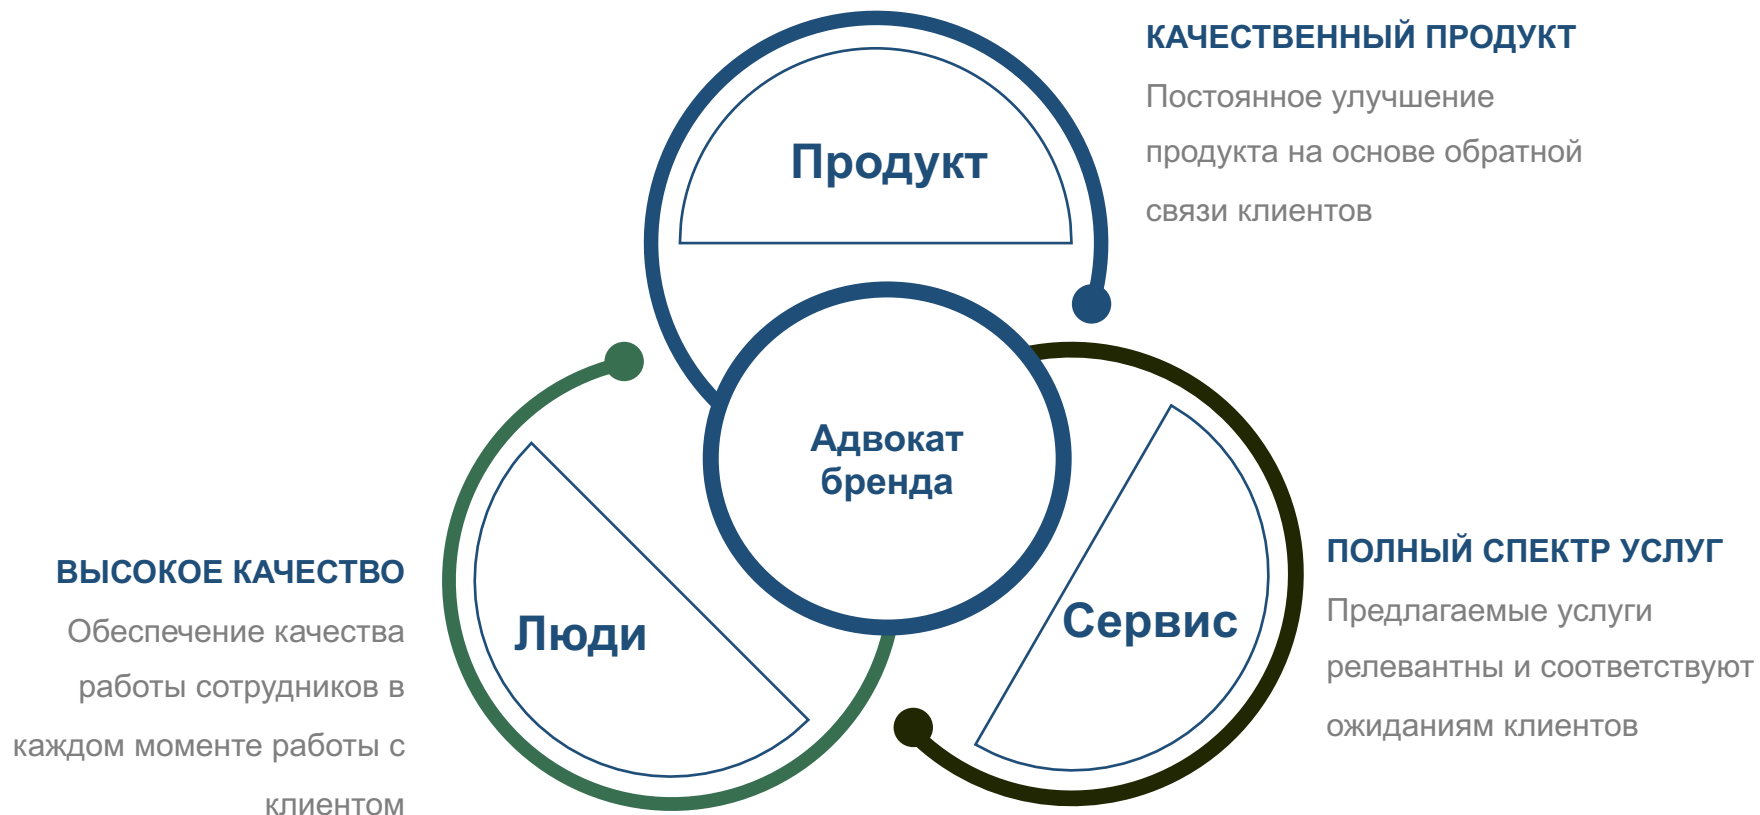 КАЧЕСТВЕННЫЙ ПРОДУКТ
Постоянное улучшение
продукта на основе обратной
связи клиентов
Продукт
Адвокат
бренда
ВЫСОКОЕ КАЧЕСТВО
Обеспечение качества
работы сотрудников в
каждом моменте работы с
клиентом
Люди
Сервис
ПОЛНЫЙ СПЕКТР УСЛУГ
Предлагаемые услуги
релевантны и соответствуют
ожиданиям клиентов